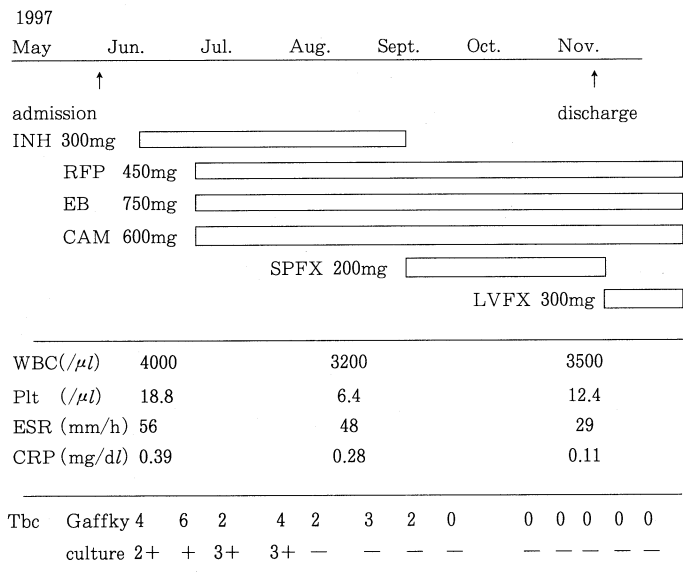 1997
May Jun. Jul. Aug. Sept. Oct. Nov.
admission discharge
INH 300mg
RFP 450mg
EB 750mg
CAM 600mg
SPFX 200mg
LVFX 300mg
WBC(/μl) 4000 3200 3500
Plt (/μl) 18.8 6.4 12.4
ESR (mm/h) 56 48 29
CRP (mg/dl) 0.39 0.28 0.11
Tbc Gaffky 4 6 2 4 2 3 2 0 0 0 0 0 0
culture 2+ + 3+ 3+ − − − − − − − − −